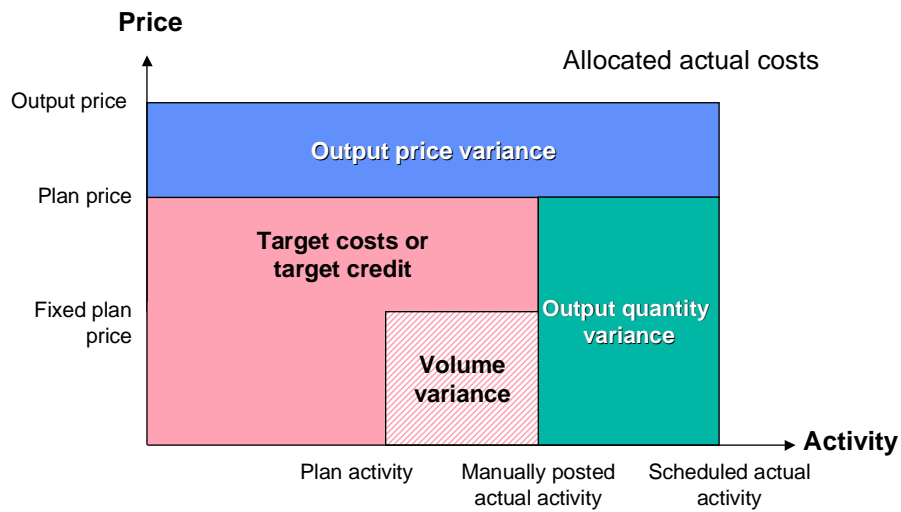 Price
Allocated actual costs
Output price
Output price variance
Plan price
Target costs or
target credit
Fixed plan
price
Output quantity
variance
Volume
variance
Activity
Plan activity
Manually posted
actual activity
Scheduled actual
activity